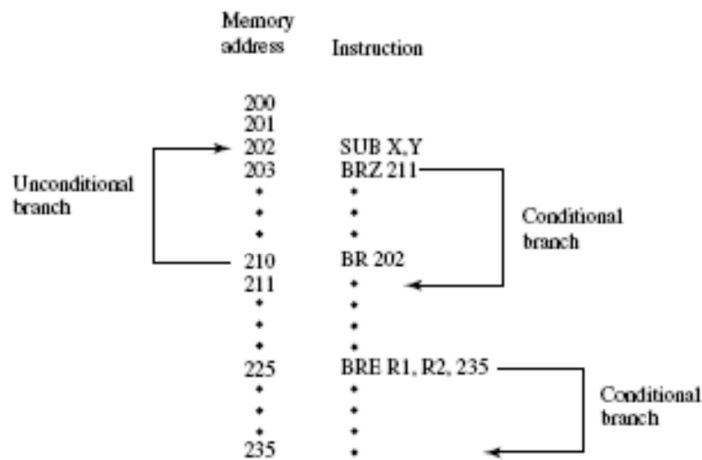 Memory
address
Instruction
200
201
202 SUB X,Y
203 BRZ 211
Unconditional
branch
Conditional
branch
210 BR 202
211
225 BRE R1, R2, 235
Conditional
branch
235